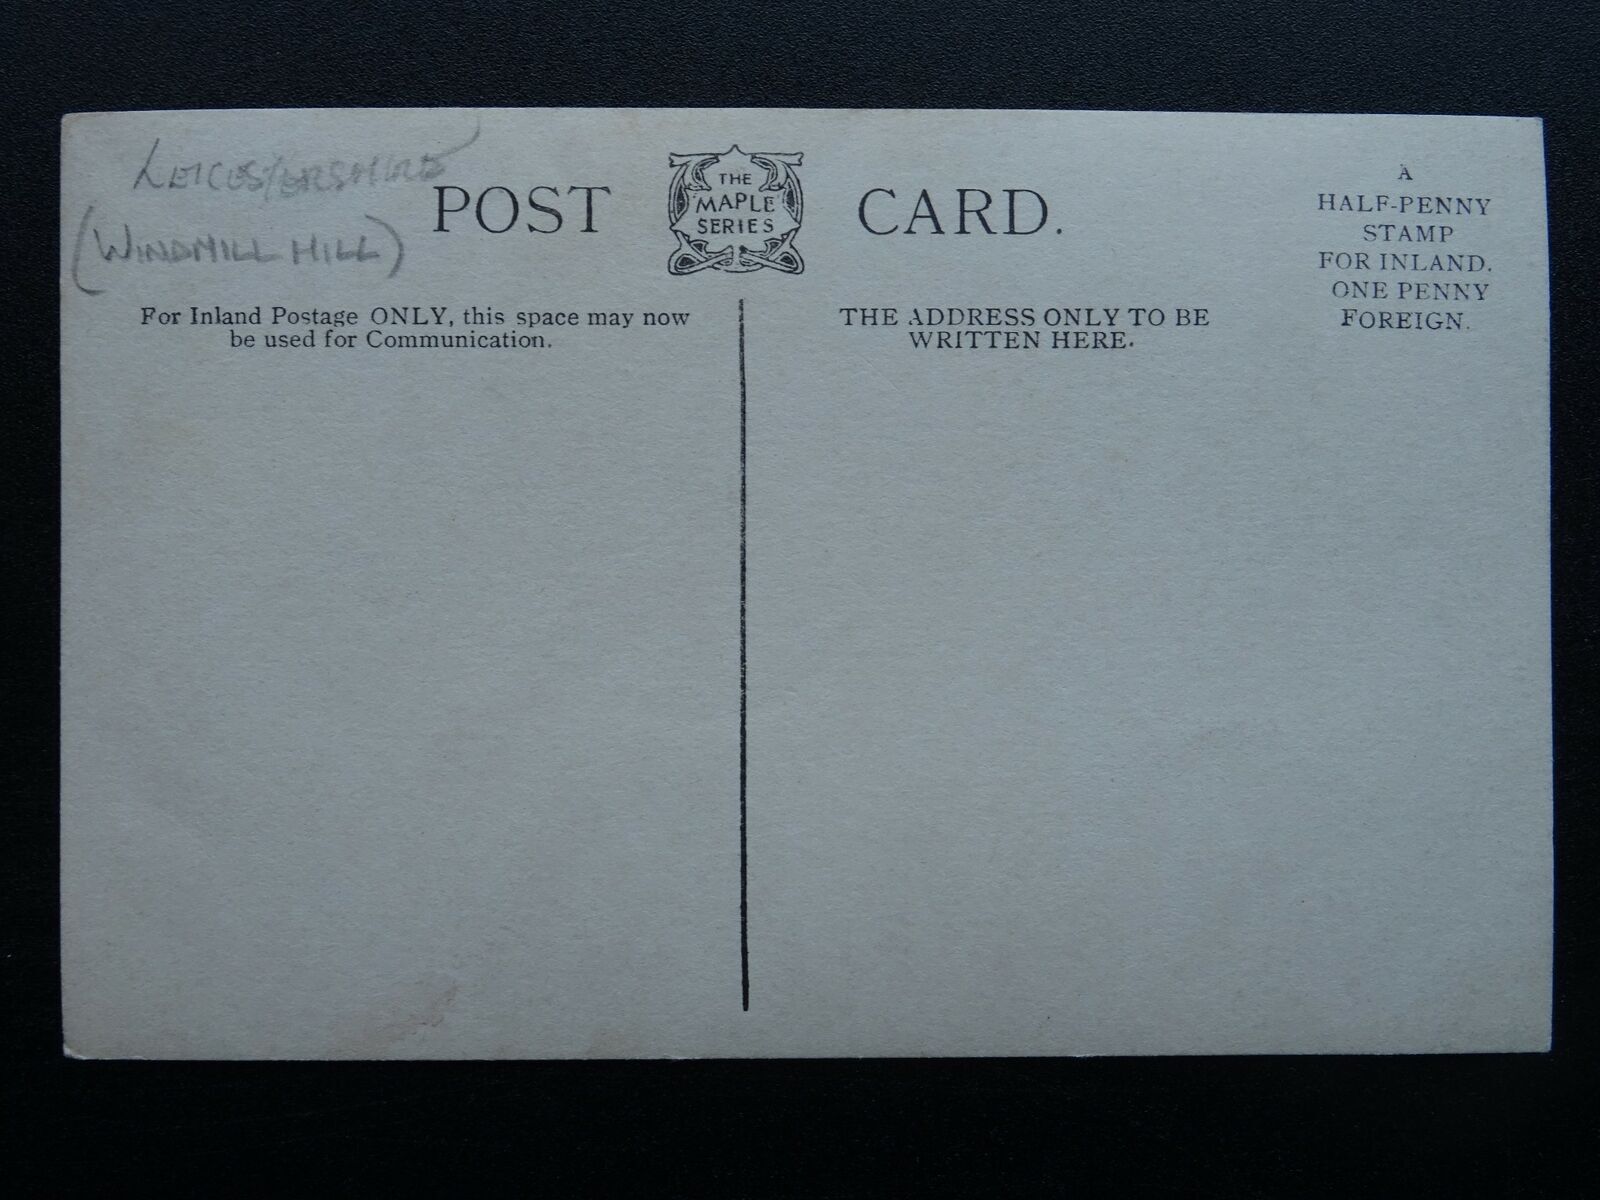 LEICESTERSHIRE
(WINDMILL HILL)
POST
THE
MAPLE
SERIES
CARD.
A
HALF-PENNY
STAMP
FOR INLAND.
ONE PENNY
FOREIGN.
For Inland Postage ONLY, this space may now
be used for Communication.
THE ADDRESS ONLY TO BE
WRITTEN HERE.